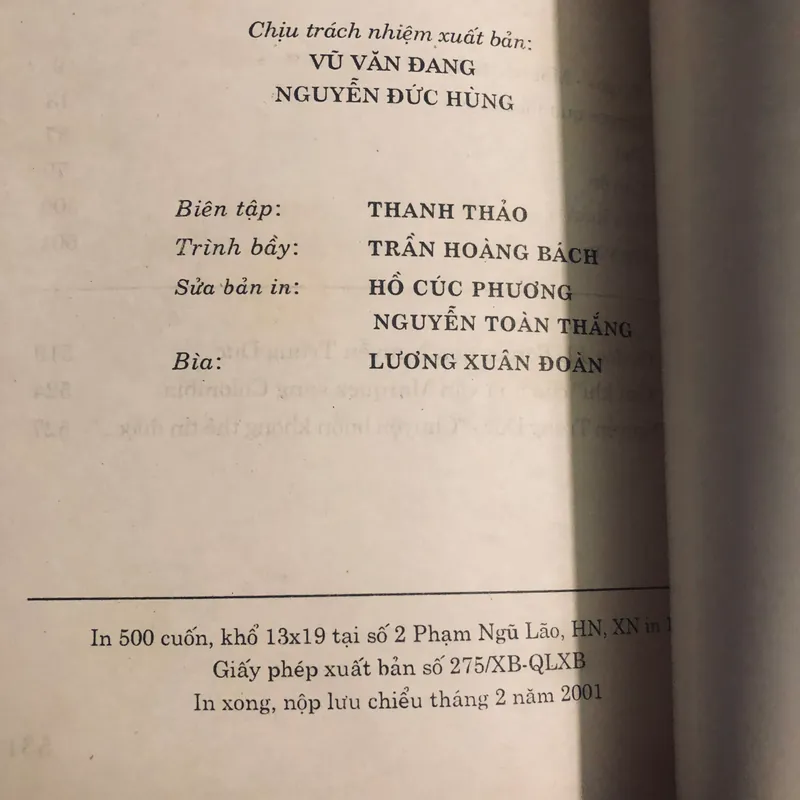 Chịu trách nhiệm xuất bản:
VŨ VĂN ĐANG
NGUYỄN ĐỨC HÙNG
Biên tập: THANH THẢO
Trình bầy: TRẦN HOÀNG BÁCH
Sửa bản in: HỒ CÚC PHƯƠNG
NGUYỄN TOÀN THẮNG
Bìa: LƯƠNG XUÂN ĐOÀN
In 500 cuốn, khổ 13x19 tại số 2 Phạm Ngũ Lão, HN, XN in
Giấy phép xuất bản số 275/XB-QLXB
In xong, nộp lưu chiểu tháng 2 năm 2001